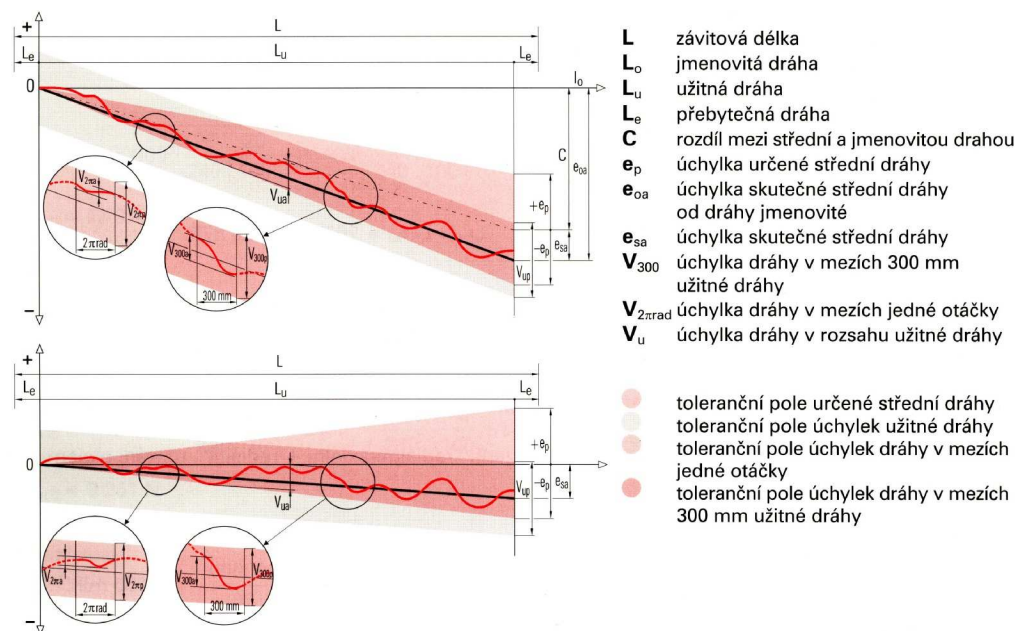 +
L
Lₑ
Lᵤ
Lₑ
0
lₒ
V₂πₐ
V₂πₚ
2π rad
V₃₀₀ₐ
V₃₀₀ₚ
300 mm
Vᵤₐ
C
eₒₐ
+eₚ
-eₚ
eₛₐ
Vᵤₚ
−
L závitová délka
Lₒ jmenovitá dráha
Lᵤ užitná dráha
Lₑ přebytečná dráha
C rozdíl mezi střední a jmenovitou drahou
eₚ úchylka určené střední dráhy
eₒₐ úchylka skutečné střední dráhy
od dráhy jmenovité
eₛₐ úchylka skutečné střední dráhy
V₃₀₀ úchylka dráhy v mezích 300 mm
užitné dráhy
V₂πrad úchylka dráhy v mezích jedné otáčky
Vᵤ úchylka dráhy v rozsahu užitné dráhy
+
L
Lₑ
Lᵤ
Lₑ
0
+eₚ
-eₚ
eₛₐ
Vᵤₚ
Vᵤₐ
V₂πₐ
V₂πₚ
2π rad
V₃₀₀ₐ
V₃₀₀ₚ
300 mm
−
toleranční pole určené střední dráhy
toleranční pole úchylek užitné dráhy
toleranční pole úchylek dráhy v mezích
jedné otáčky
toleranční pole úchylek dráhy v mezích
300 mm užitné dráhy